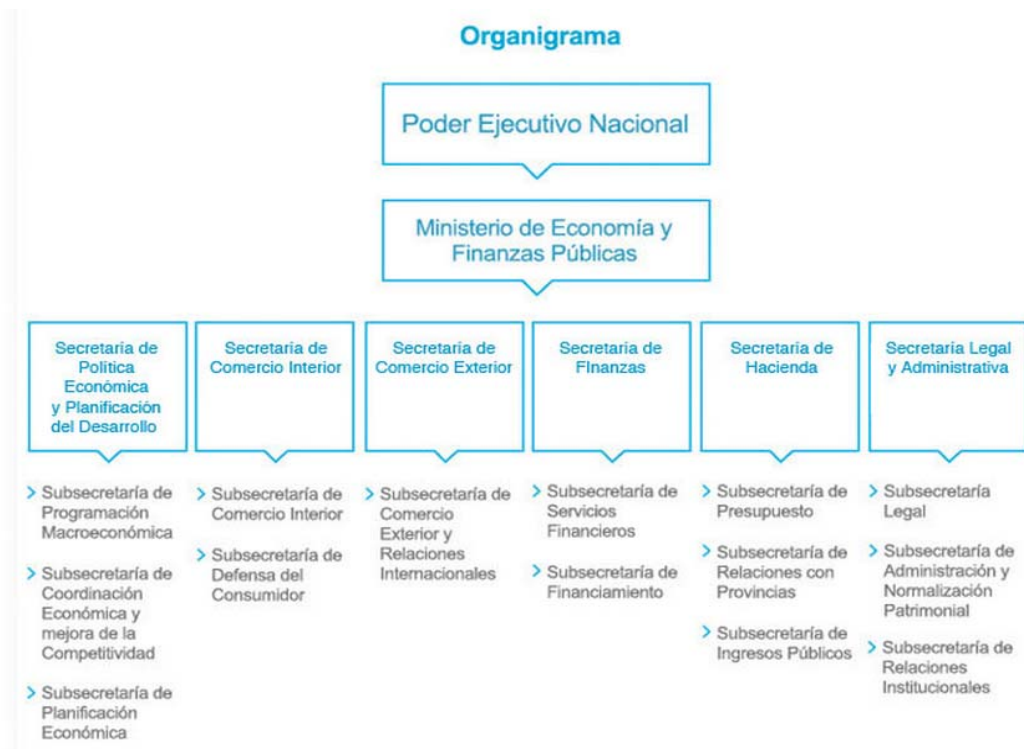 Organigrama
Poder Ejecutivo Nacional
Ministerio de Economía y
Finanzas Públicas
Secretaria de
Política
Económica
y Planificación
del Desarrollo
Secretaria de
Comercio Interior
Secretaria de
Comercio Exterior
Secretaria de
FInanzas
Secretaria de
Hacienda
Secretaría Legal
y Administrativa
Subsecretaría de
Programación
Macroeconómica
Subsecretaría de
Coordinación
Económica y
mejora de la
Competitividad
Subsecretaría de
Planificación
Económica
Subsecretaría de
Comercio Interior
Subsecretaría de
Defensa del
Consumidor
Subsecretaría de
Comercio
Exterior y
Relaciones
Internacionales
Subsecretaría de
Servicios
Financieros
Subsecretaría de
Financiamiento
Subsecretaría de
Presupuesto
Subsecretaría de
Relaciones con
Provincias
Subsecretaría de
Ingresos Públicos
Subsecretaría
Legal
Subsecretaría de
Administración y
Normalización
Patrimonial
Subsecretaría de
Relaciones
Institucionales